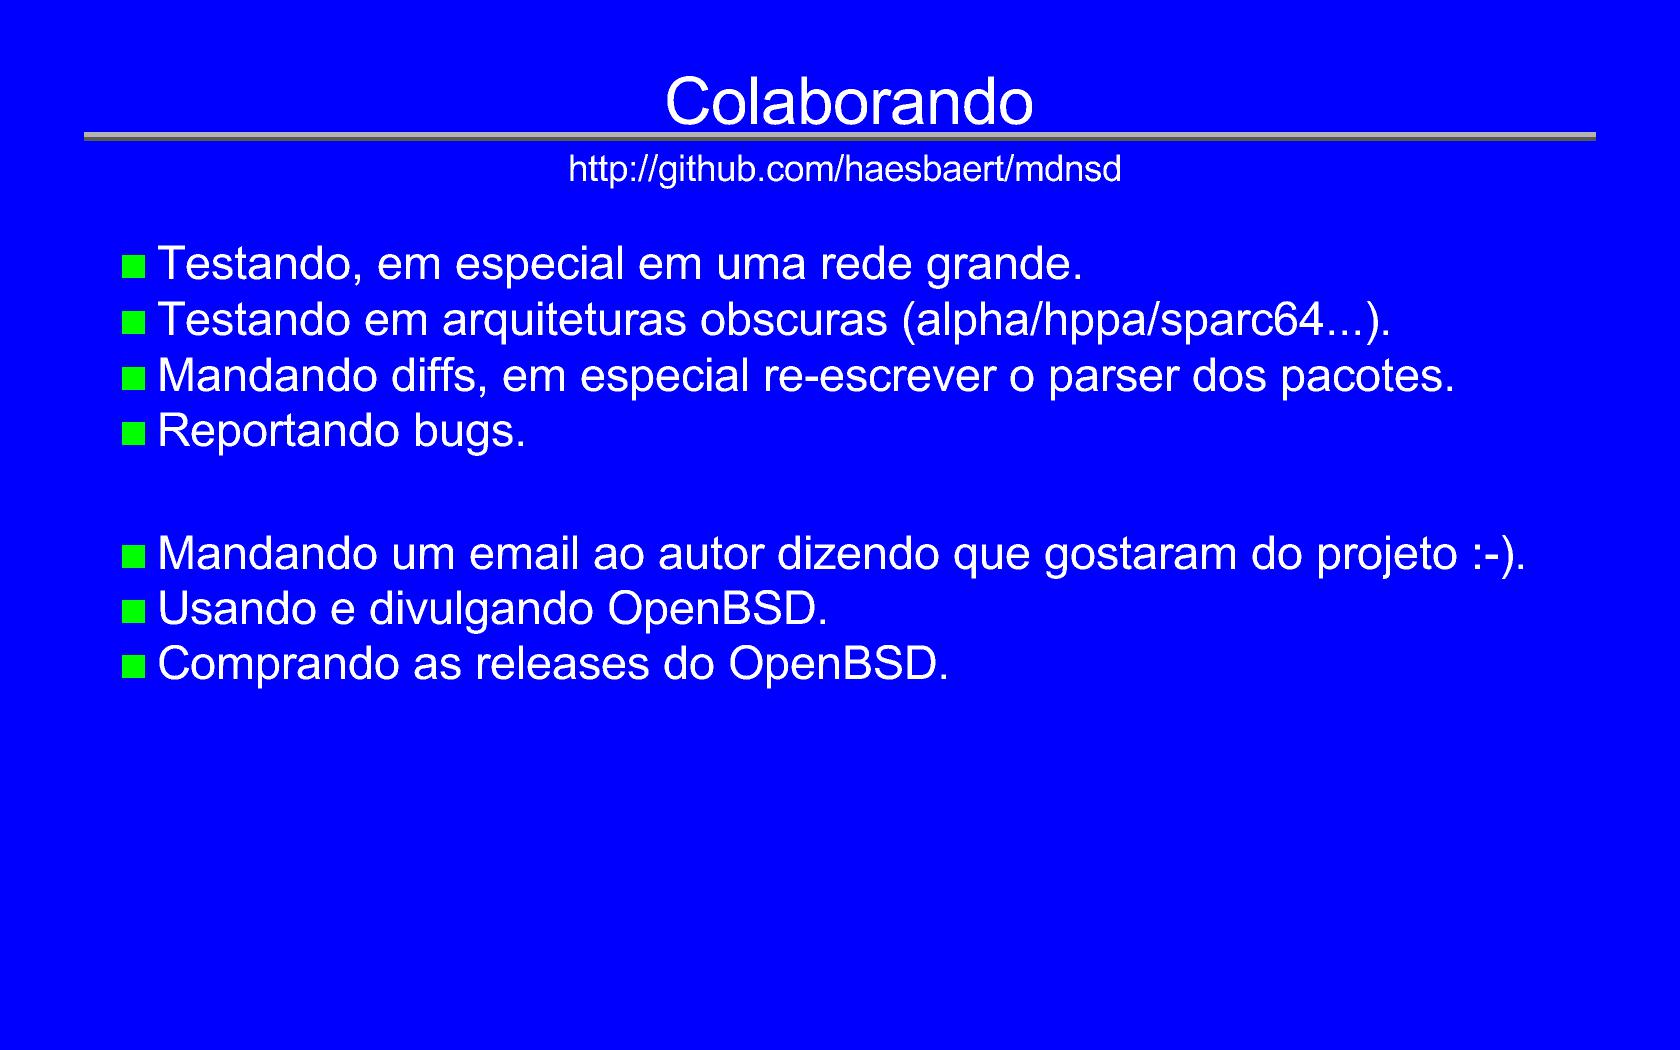 Colaborando
http://github.com/haesbaert/mdnsd
Testando, em especial em uma rede grande.
Testando em arquiteturas obscuras (alpha/hppa/sparc64...).
Mandando diffs, em especial re-escrever o parser dos pacotes.
Reportando bugs.
Mandando um email ao autor dizendo que gostaram do projeto :-).
Usando e divulgando OpenBSD.
Comprando as releases do OpenBSD.